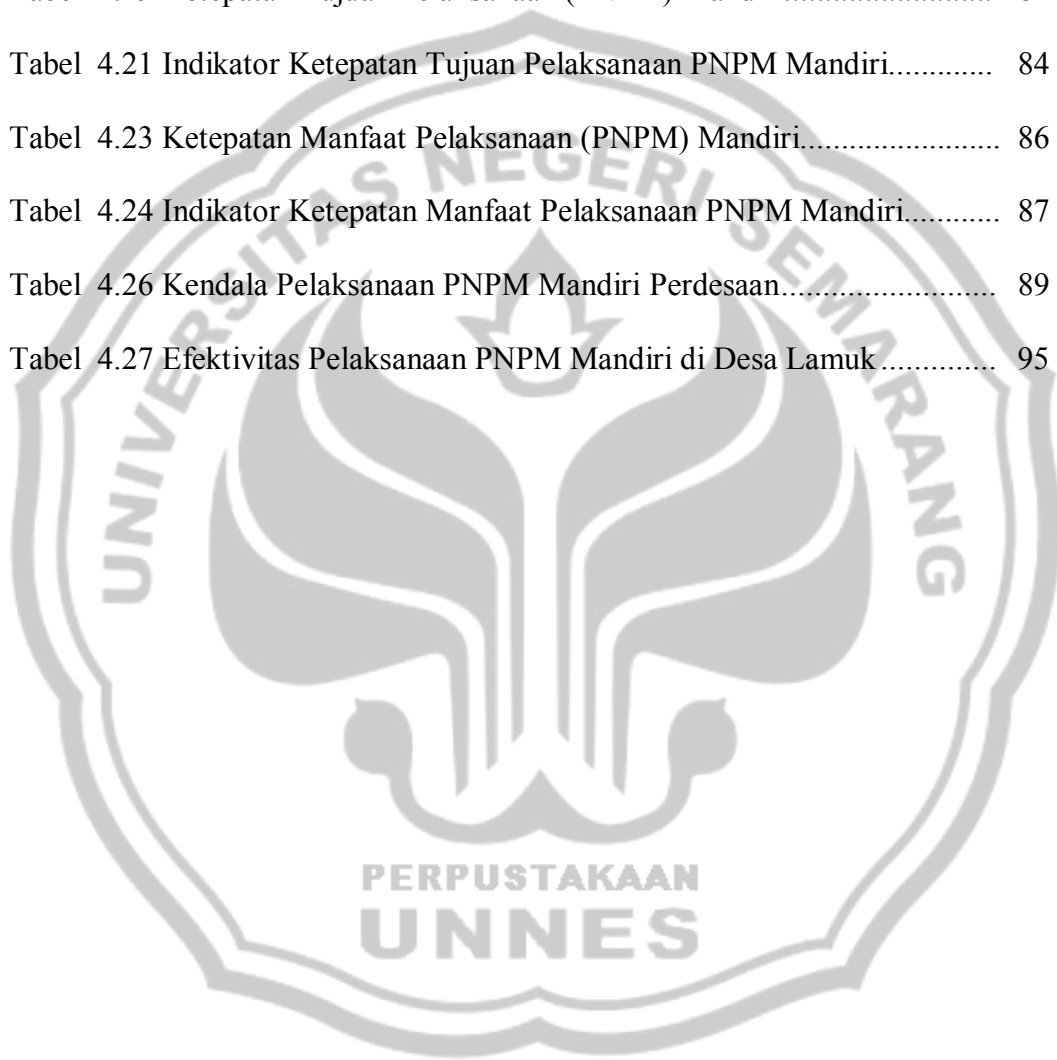 Tabel 4.21 Indikator Ketepatan Tujuan Pelaksanaan PNPM Mandiri............. 84
Tabel 4.23 Ketepatan Manfaat Pelaksanaan (PNPM) Mandiri....................... 86
Tabel 4.24 Indikator Ketepatan Manfaat Pelaksanaan PNPM Mandiri........... 87
Tabel 4.26 Kendala Pelaksanaan PNPM Mandiri Perdesaan......................... 89
Tabel 4.27 Efektivitas Pelaksanaan PNPM Mandiri di Desa Lamuk............. 95
UNIVERSITAS NEGERI SEMARANG
PERPUSTAKAAN
UNNES